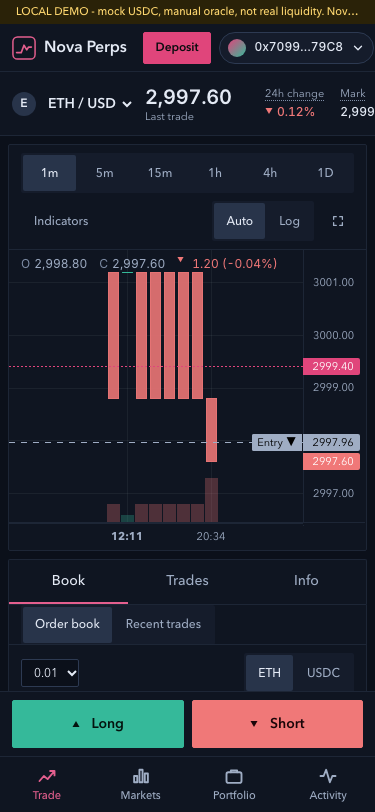 LOCAL DEMO - mock USDC, manual oracle, not real liquidity. Nov…
Nova Perps
Deposit
0x7099...79C8
E
ETH / USD
2,997.60
Last trade
24h change
0.12%
Mark
2,999
1m
5m
15m
1h
4h
1D
Indicators
Auto
Log
O 2,998.80 C 2,997.60 ▼ 1.20 (-0.04%)
3001.00
3000.00
2999.40
2999.00
Entry ▼ 2997.96
2997.60
2997.00
12:11
20:34
Book
Trades
Info
Order book
Recent trades
0.01
ETH
USDC
▲ Long
▼ Short
Trade
Markets
Portfolio
Activity